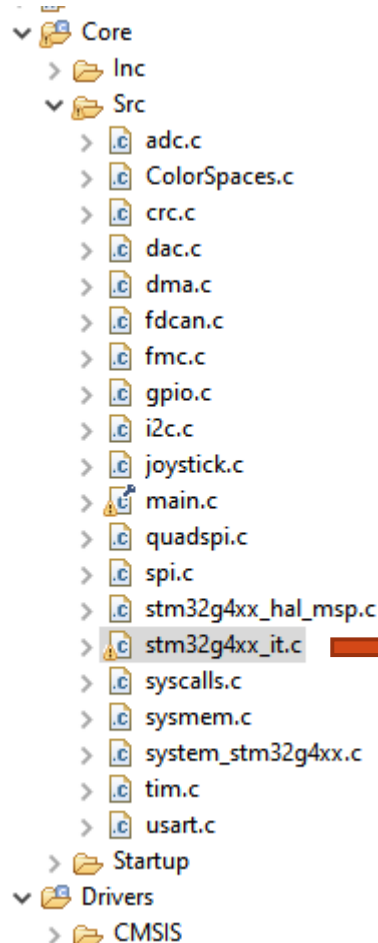 Core
Inc
Src
adc.c
ColorSpaces.c
crc.c
dac.c
dma.c
fdcan.c
fmc.c
gpio.c
i2c.c
joystick.c
main.c
quadspi.c
spi.c
stm32g4xx_hal_msp.c
stm32g4xx_it.c
syscalls.c
sysmem.c
system_stm32g4xx.c
tim.c
usart.c
Startup
Drivers
CMSIS